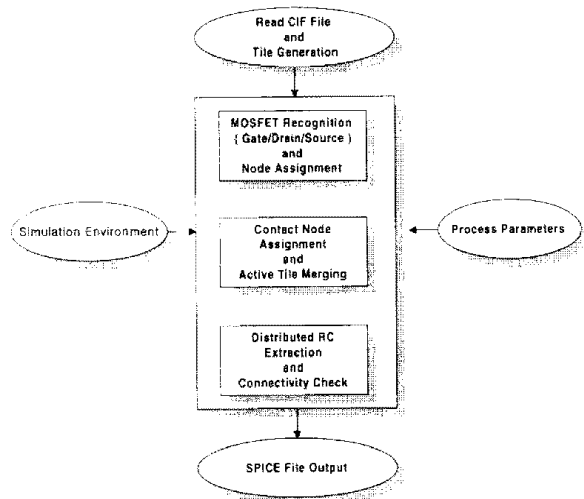 Read CIF File
and
Tile Generation
MOSFET Recognition
( Gate/Drain/Source )
and
Node Assignment
Simulation Environment
Contact Node
Assignment
and
Active Tile Merging
Process Parameters
Distributed RC
Extraction
and
Connectivity Check
SPICE File Output